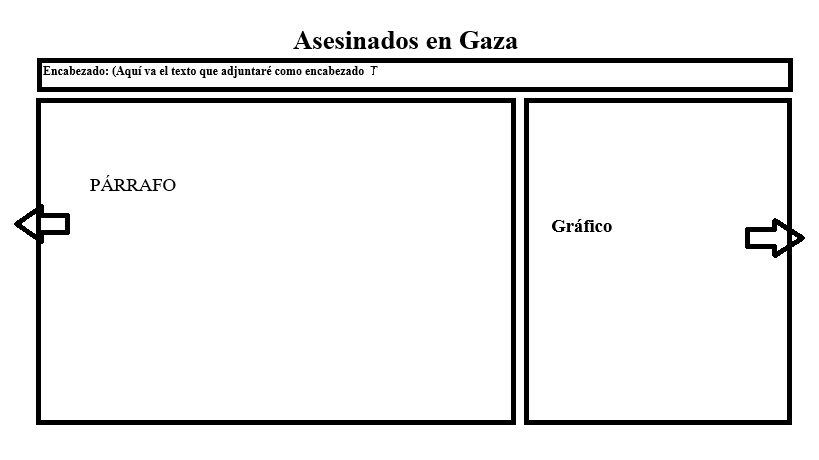 Asesinados en Gaza
Encabezado: (Aquí va el texto que adjuntaré como encabezado T
PÁRRAFO
Gráfico